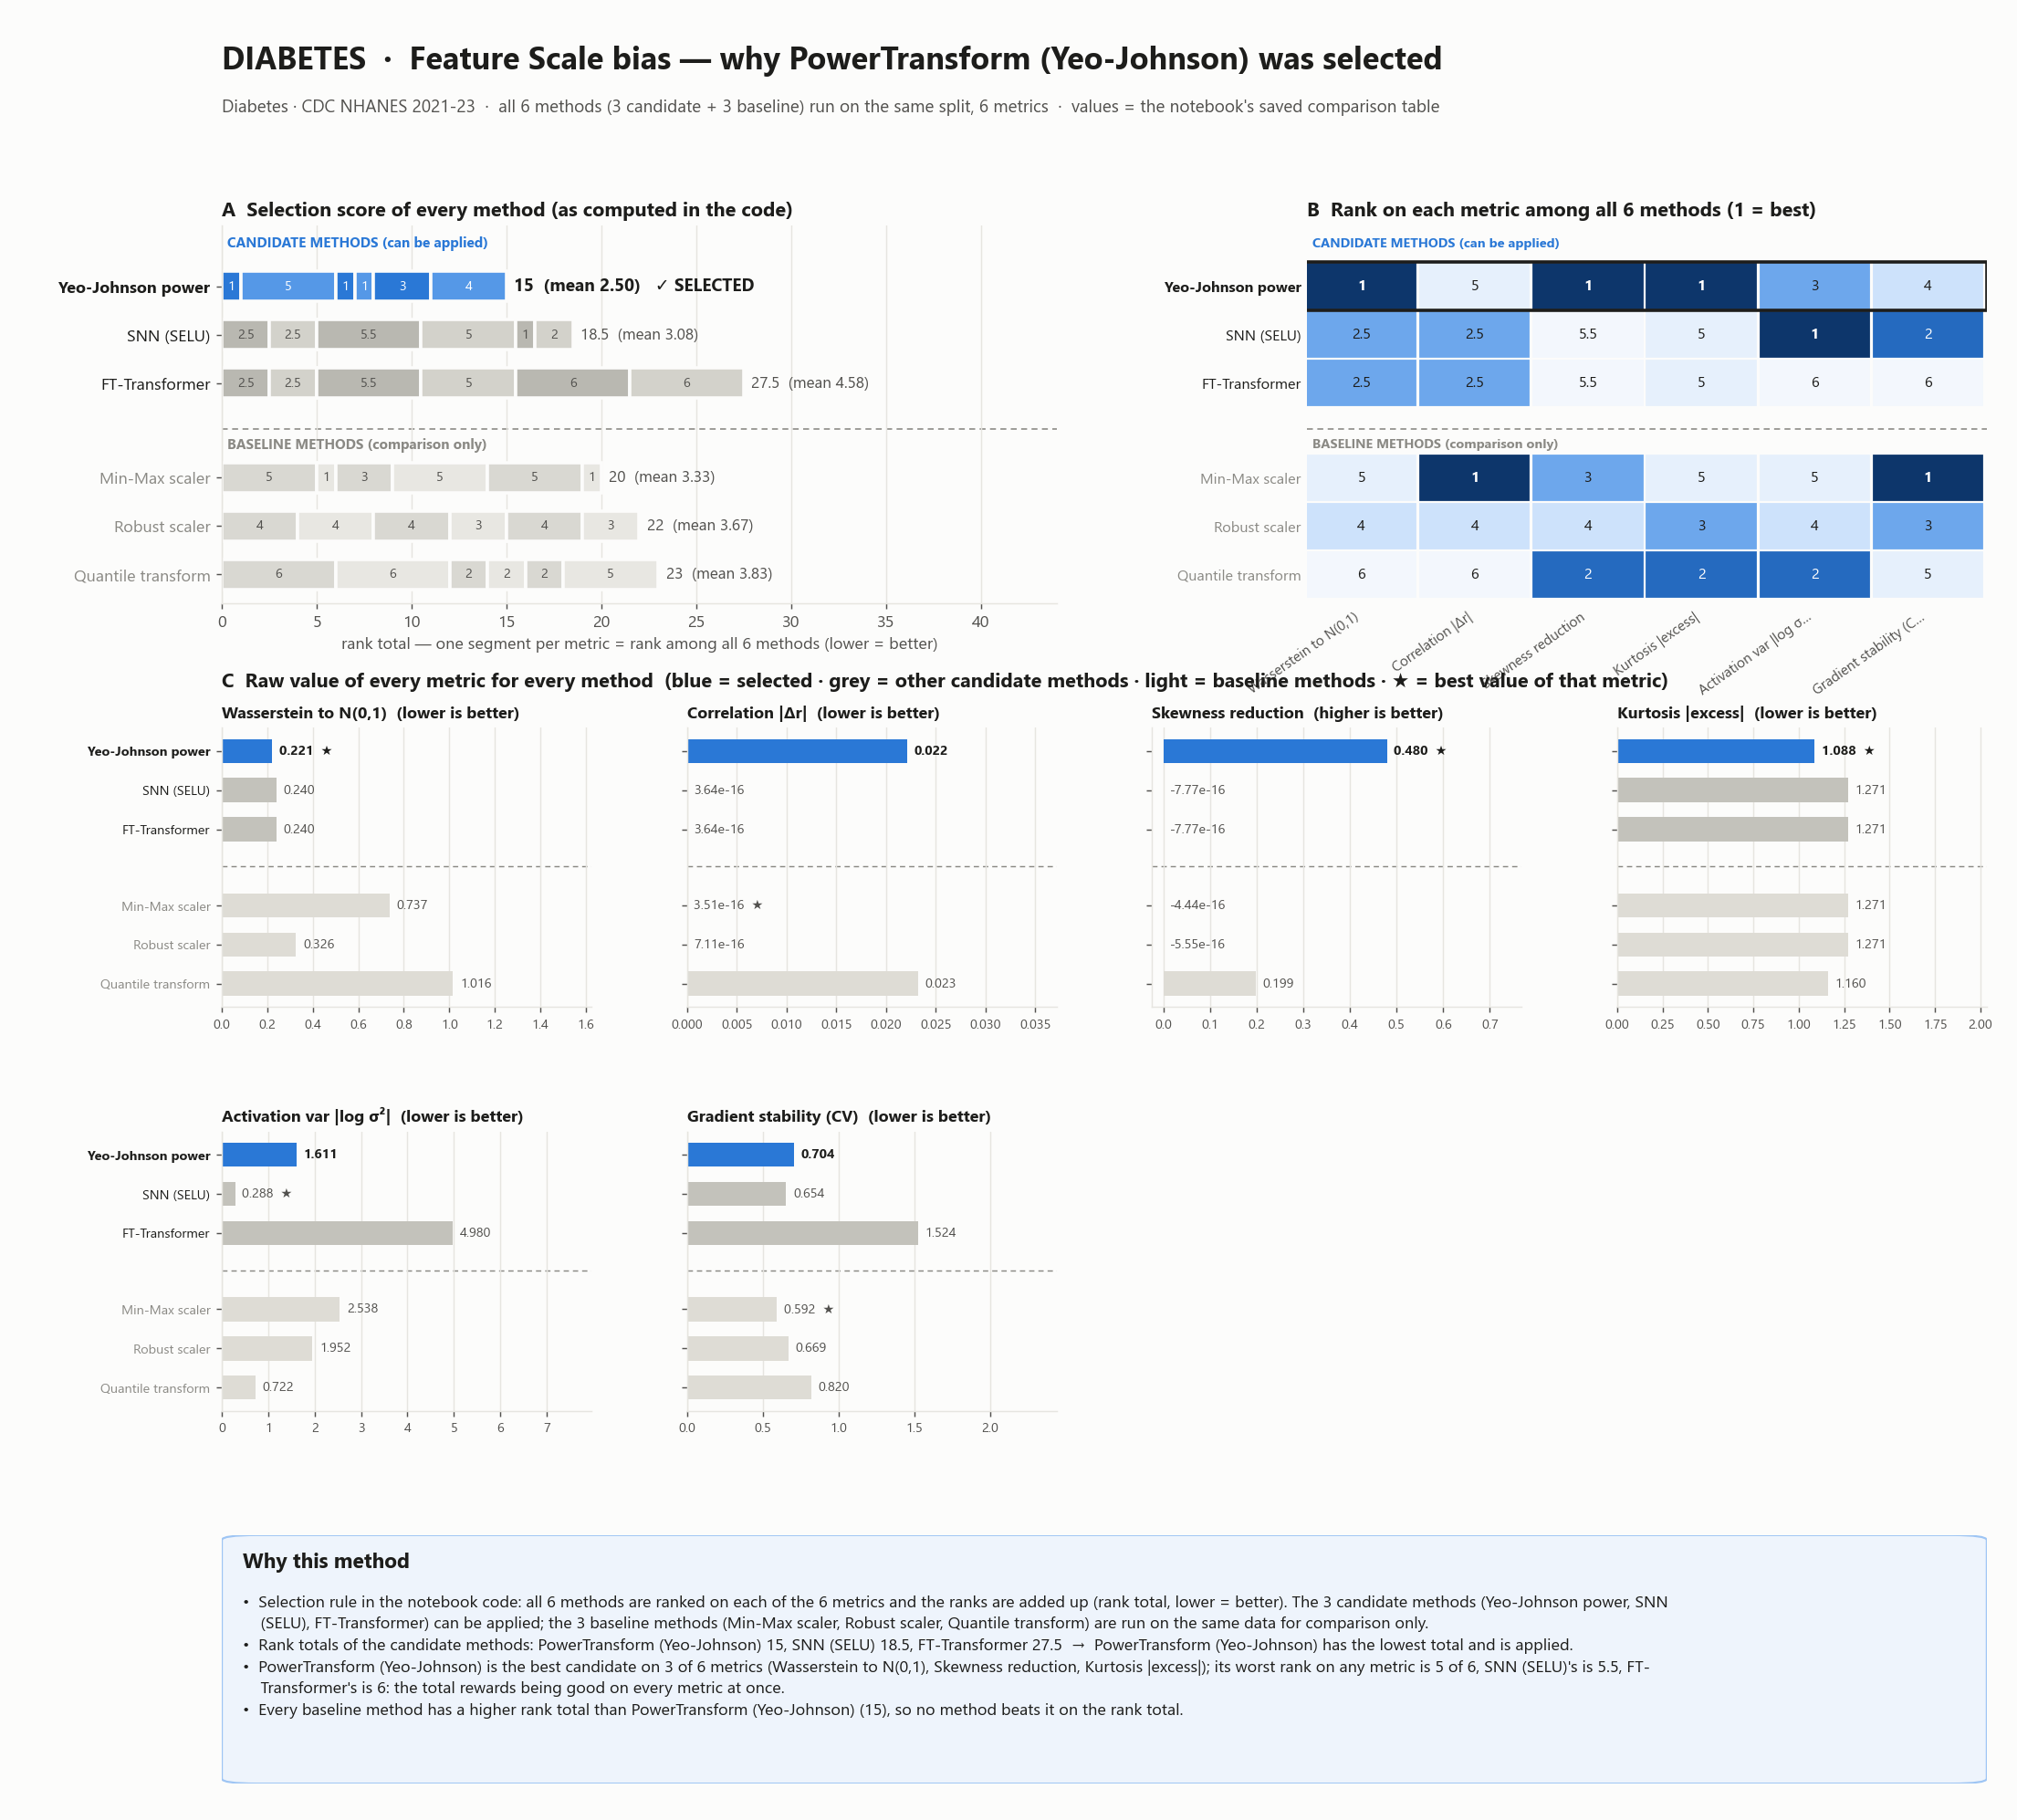 DIABETES · Feature Scale bias — why PowerTransform (Yeo-Johnson) was selected
Diabetes · CDC NHANES 2021-23 · all 6 methods (3 candidate + 3 baseline) run on the same split, 6 metrics · values = the notebook's saved comparison table
A Selection score of every method (as computed in the code)
CANDIDATE METHODS (can be applied)
Yeo-Johnson power 1 5 1 1 3 4 15 (mean 2.50) ✓ SELECTED
SNN (SELU) 2.5 2.5 5.5 5 1 2 18.5 (mean 3.08)
FT-Transformer 2.5 2.5 5.5 5 6 6 27.5 (mean 4.58)
BASELINE METHODS (comparison only)
Min-Max scaler 5 1 3 5 5 1 20 (mean 3.33)
Robust scaler 4 4 4 3 4 3 22 (mean 3.67)
Quantile transform 6 6 2 2 2 5 23 (mean 3.83)
0 5 10 15 20 25 30 35 40
rank total — one segment per metric = rank among all 6 methods (lower = better)
B Rank on each metric among all 6 methods (1 = best)
CANDIDATE METHODS (can be applied)
Yeo-Johnson power 1 5 1 1 3 4
SNN (SELU) 2.5 2.5 5.5 5 1 2
FT-Transformer 2.5 2.5 5.5 5 6 6
BASELINE METHODS (comparison only)
Min-Max scaler 5 1 3 5 5 1
Robust scaler 4 4 4 3 4 3
Quantile transform 6 6 2 2 2 5
Wasserstein to N(0,1)
Correlation |Δr|
Skewness reduction
Kurtosis |excess|
Activation var |log σ...
Gradient stability (C...
C Raw value of every metric for every method (blue = selected · grey = other candidate methods · light = baseline methods · ★ = best value of that metric)
Wasserstein to N(0,1) (lower is better)
Yeo-Johnson power 0.221 ★
SNN (SELU) 0.240
FT-Transformer 0.240
Min-Max scaler 0.737
Robust scaler 0.326
Quantile transform 1.016
0.0 0.2 0.4 0.6 0.8 1.0 1.2 1.4 1.6
Correlation |Δr| (lower is better)
0.022
3.64e-16
3.64e-16
3.51e-16 ★
7.11e-16
0.023
0.000 0.005 0.010 0.015 0.020 0.025 0.030 0.035
Skewness reduction (higher is better)
0.480 ★
-7.77e-16
-7.77e-16
-4.44e-16
-5.55e-16
0.199
0.0 0.1 0.2 0.3 0.4 0.5 0.6 0.7
Kurtosis |excess| (lower is better)
1.088 ★
1.271
1.271
1.271
1.271
1.160
0.00 0.25 0.50 0.75 1.00 1.25 1.50 1.75 2.00
Activation var |log σ²| (lower is better)
Yeo-Johnson power 1.611
SNN (SELU) 0.288 ★
FT-Transformer 4.980
Min-Max scaler 2.538
Robust scaler 1.952
Quantile transform 0.722
0 1 2 3 4 5 6 7
Gradient stability (CV) (lower is better)
0.704
0.654
1.524
0.592 ★
0.669
0.820
0.0 0.5 1.0 1.5 2.0
Why this method
• Selection rule in the notebook code: all 6 methods are ranked on each of the 6 metrics and the ranks are added up (rank total, lower = better). The 3 candidate methods (Yeo-Johnson power, SNN
(SELU), FT-Transformer) can be applied; the 3 baseline methods (Min-Max scaler, Robust scaler, Quantile transform) are run on the same data for comparison only.
• Rank totals of the candidate methods: PowerTransform (Yeo-Johnson) 15, SNN (SELU) 18.5, FT-Transformer 27.5 → PowerTransform (Yeo-Johnson) has the lowest total and is applied.
• PowerTransform (Yeo-Johnson) is the best candidate on 3 of 6 metrics (Wasserstein to N(0,1), Skewness reduction, Kurtosis |excess|); its worst rank on any metric is 5 of 6, SNN (SELU)'s is 5.5, FT-
Transformer's is 6: the total rewards being good on every metric at once.
• Every baseline method has a higher rank total than PowerTransform (Yeo-Johnson) (15), so no method beats it on the rank total.